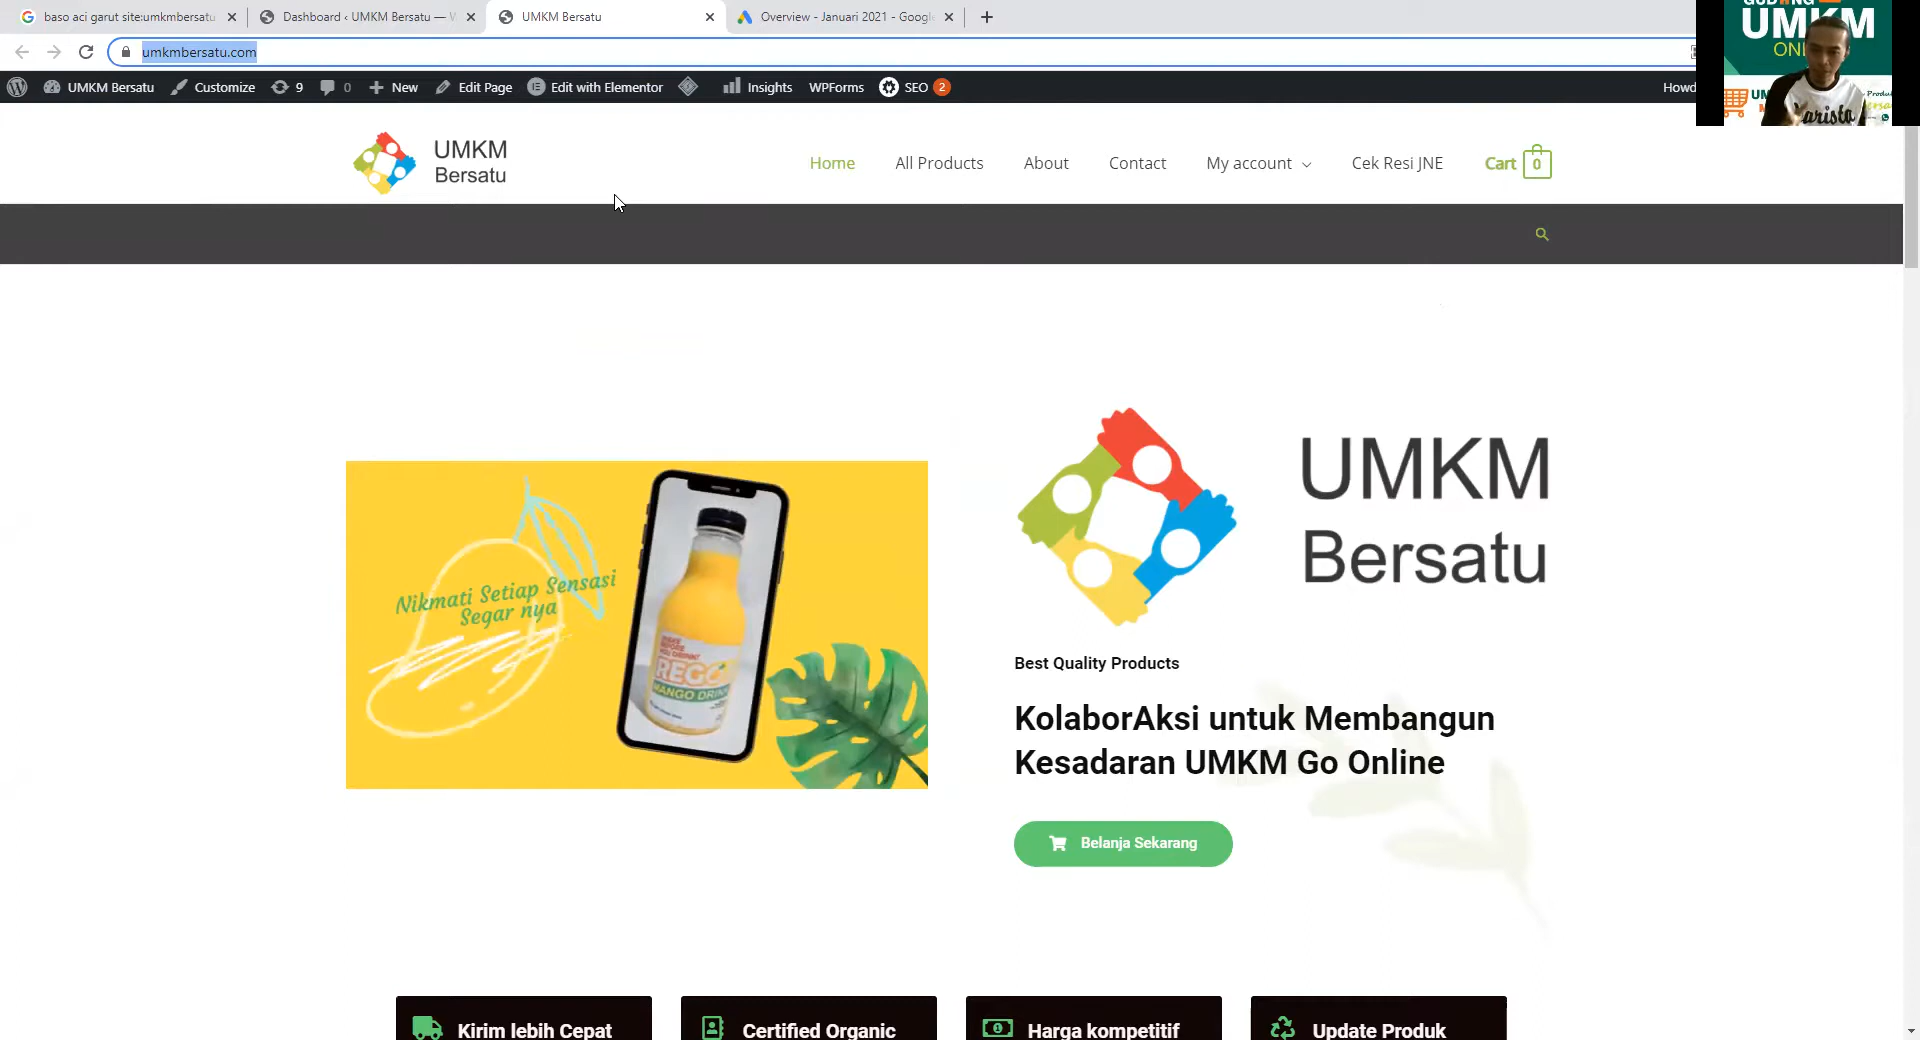 baso aci garut site:umkmbersatu
Dashboard ‹ UMKM Bersatu —
UMKM Bersatu
Overview - Januari 2021 - Google
umkmbersatu.com
UMKM Bersatu
Customize
9
0
New
Edit Page
Edit with Elementor
Insights
WPForms
SEO 2
Howd
UMKM
UMKM
Bersatu
Home
All Products
About
Contact
My account
Cek Resi JNE
Cart 0
Nikmati Setiap Sensasi
Segar nya
MANGO DRINK
UMKM
Bersatu
Best Quality Products
KolaborAksi untuk Membangun
Kesadaran UMKM Go Online
Belanja Sekarang
Kirim lebih Cepat
Certified Organic
Harga kompetitif
Update Produk